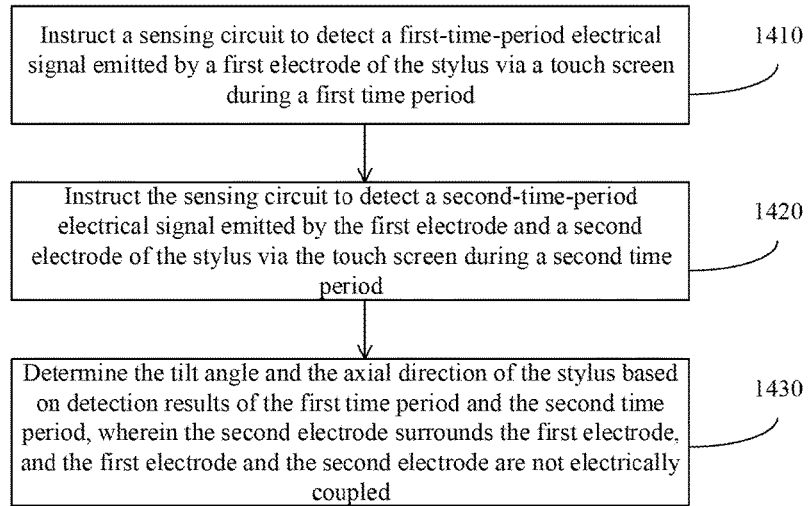 Instruct a sensing circuit to detect a first-time-period electrical
signal emitted by a first electrode of the stylus via a touch screen
during a first time period
1410
Instruct the sensing circuit to detect a second-time-period
electrical signal emitted by the first electrode and a second
electrode of the stylus via the touch screen during a second time
period
1420
Determine the tilt angle and the axial direction of the stylus based
on detection results of the first time period and the second time
period, wherein the second electrode surrounds the first electrode,
and the first electrode and the second electrode are not electrically
coupled
1430